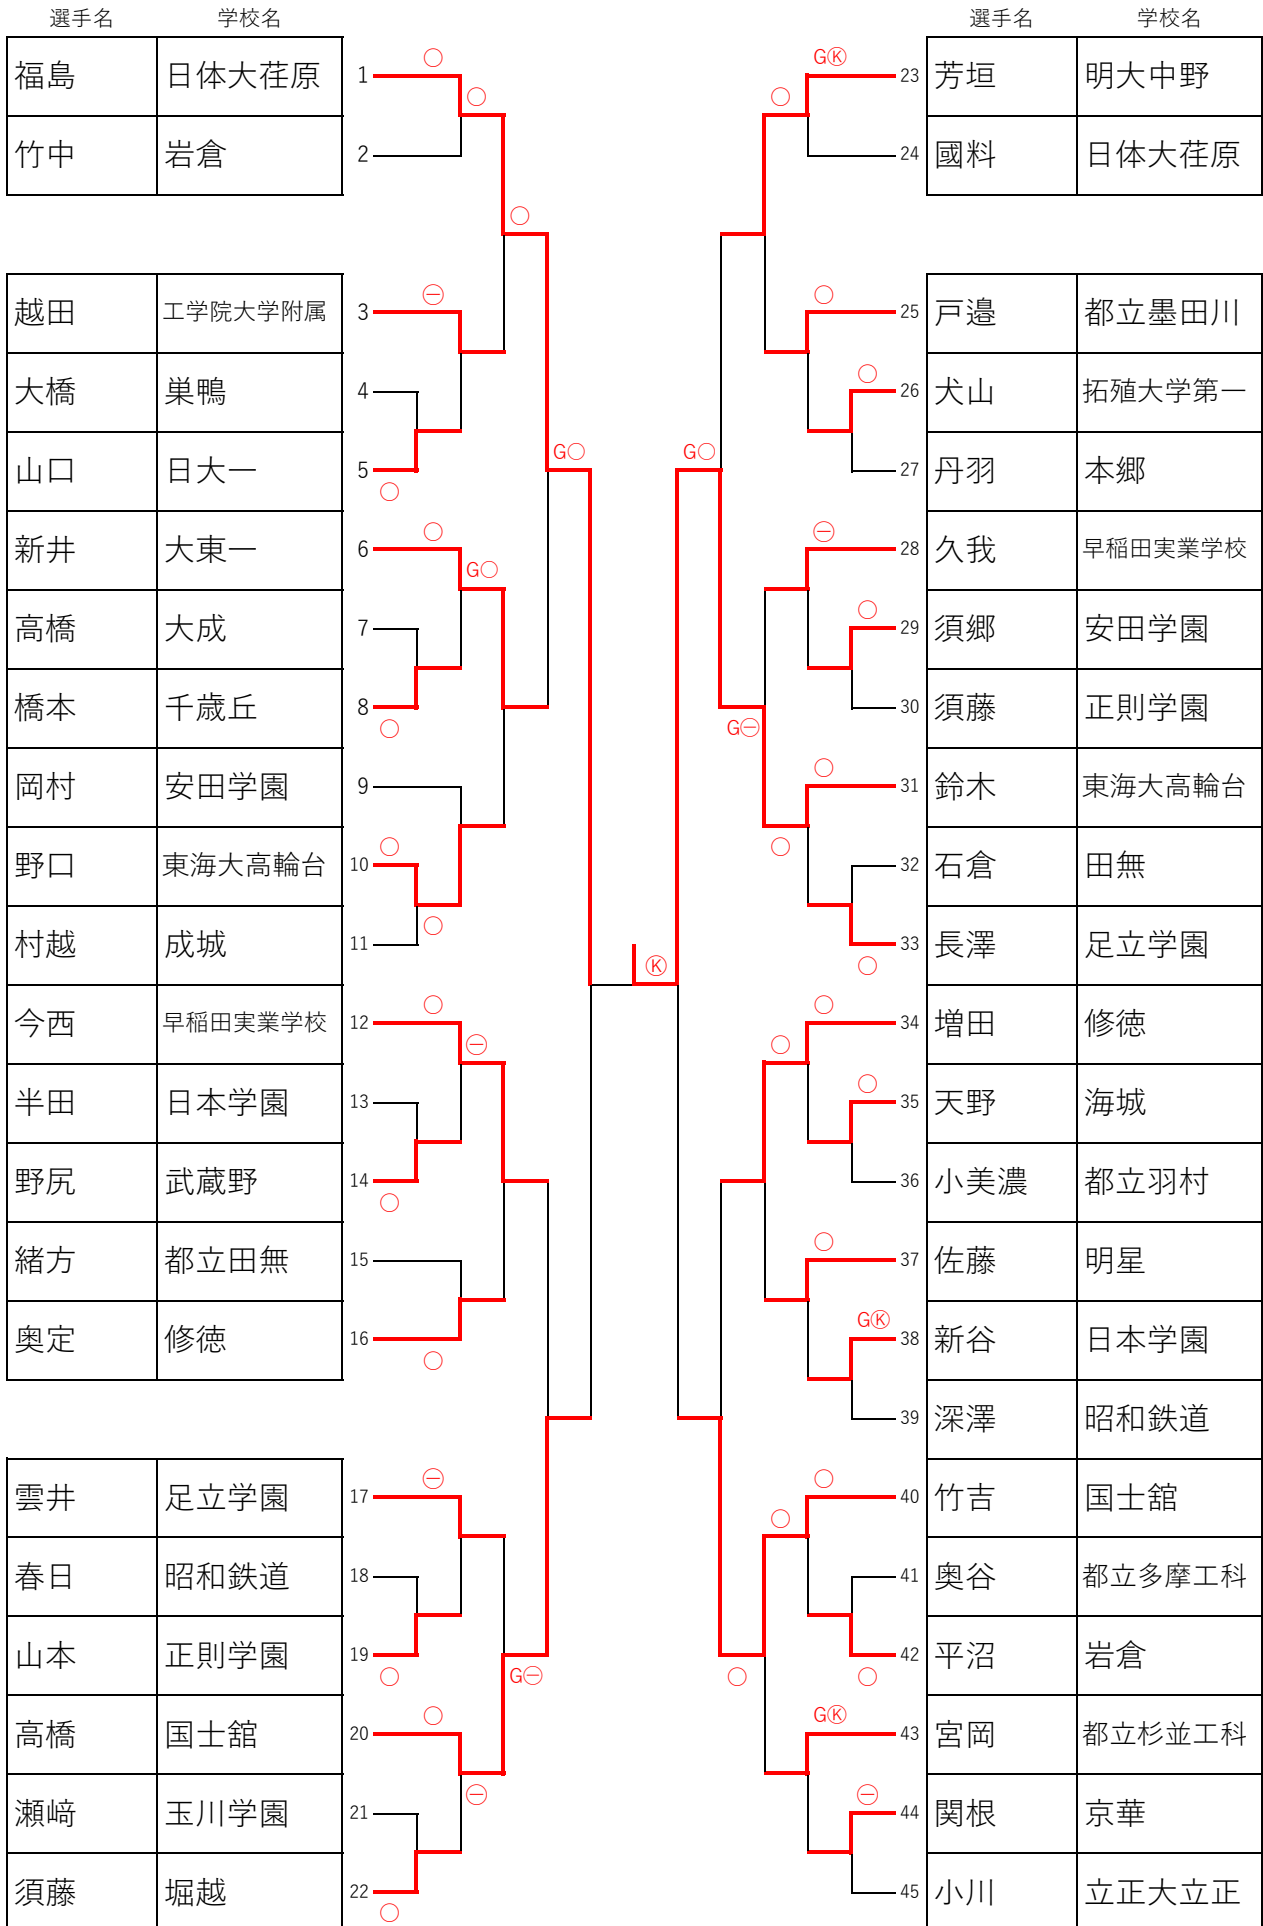 選手名 学校名
福島 日体大荏原 1 ○
○
竹中 岩倉 2
○
越田 工学院大学附属 3 ㊀
大橋 巣鴨 4
山口 日大一 5 ○
G○
新井 大東一 6 ○
G○
高橋 大成 7
橋本 千歳丘 8 ○
岡村 安田学園 9
野口 東海大高輪台 10 ○
○
村越 成城 11
Ⓚ
今西 早稲田実業学校 12 ○
㊀
半田 日本学園 13
野尻 武蔵野 14 ○
緒方 都立田無 15
奥定 修徳 16 ○
雲井 足立学園 17 ㊀
春日 昭和鉄道 18
山本 正則学園 19 ○
G㊀
高橋 国士舘 20 ○
㊀
瀬﨑 玉川学園 21
須藤 堀越 22 ○
選手名 学校名
GⓀ 23 芳垣 明大中野
○
24 國料 日体大荏原
○ 25 戸邉 都立墨田川
○ 26 犬山 拓殖大学第一
27 丹羽 本郷
G○
㊀ 28 久我 早稲田実業学校
○ 29 須郷 安田学園
30 須藤 正則学園
G㊀
○ 31 鈴木 東海大高輪台
○
32 石倉 田無
○ 33 長澤 足立学園
○ 34 増田 修徳
○
○ 35 天野 海城
36 小美濃 都立羽村
○ 37 佐藤 明星
GⓀ 38 新谷 日本学園
39 深澤 昭和鉄道
○ 40 竹吉 国士舘
○
41 奥谷 都立多摩工科
○ 42 平沼 岩倉
○
GⓀ 43 宮岡 都立杉並工科
㊀ 44 関根 京華
45 小川 立正大立正